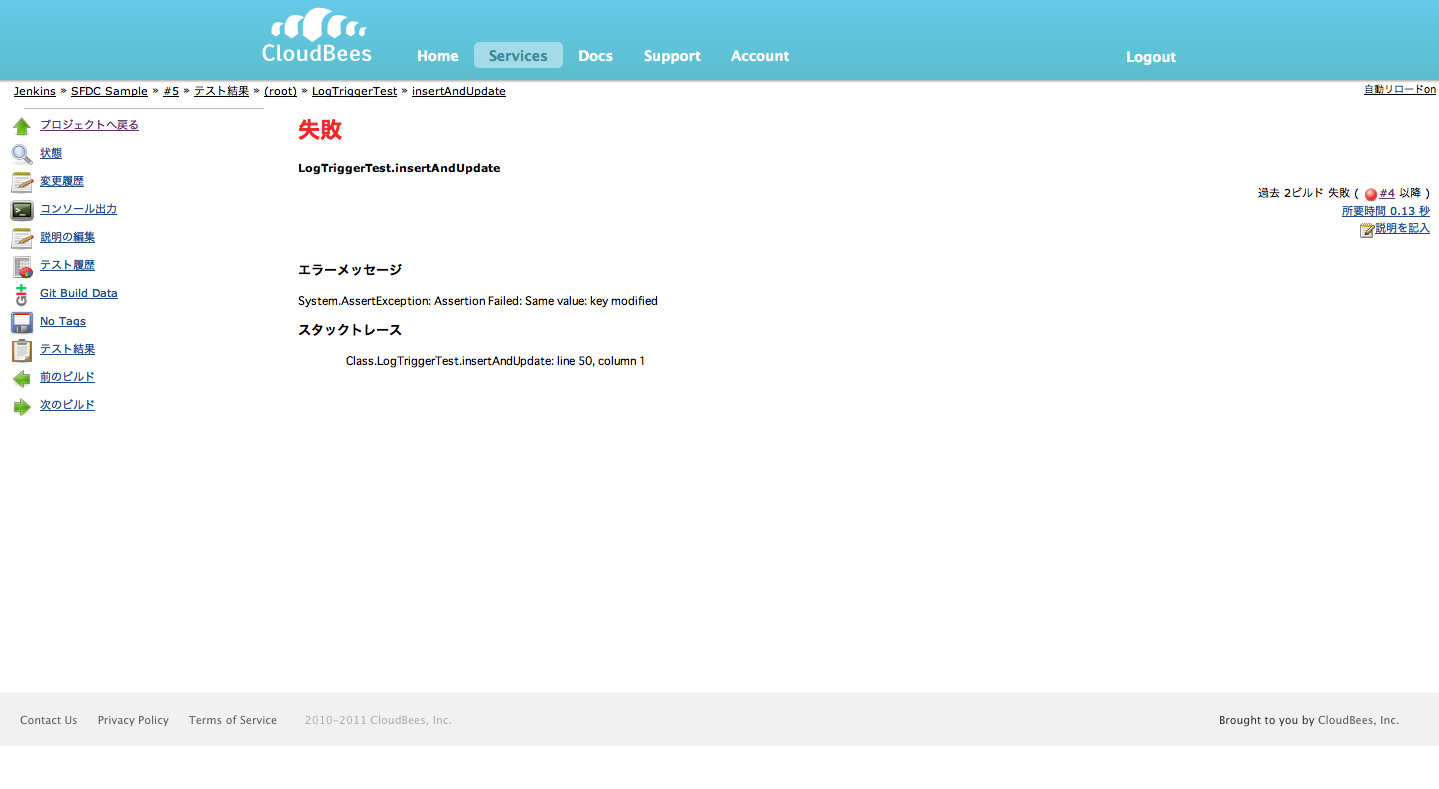 CloudBees
Home Services Docs Support Account Logout
Jenkins » SFDC Sample » #5 » テスト結果 » (root) » LogTriggerTest » insertAndUpdate
自動リロードon
プロジェクトへ戻る
状態
変更履歴
コンソール出力
説明の編集
テスト履歴
Git Build Data
No Tags
テスト結果
前のビルド
次のビルド
失敗
LogTriggerTest.insertAndUpdate
過去 2ビルド 失敗 ( #4 以降 )
所要時間 0.13 秒
説明を記入
エラーメッセージ
System.AssertException: Assertion Failed: Same value: key modified
スタックトレース
Class.LogTriggerTest.insertAndUpdate: line 50, column 1
Contact Us Privacy Policy Terms of Service 2010-2011 CloudBees, Inc. Brought to you by CloudBees, Inc.